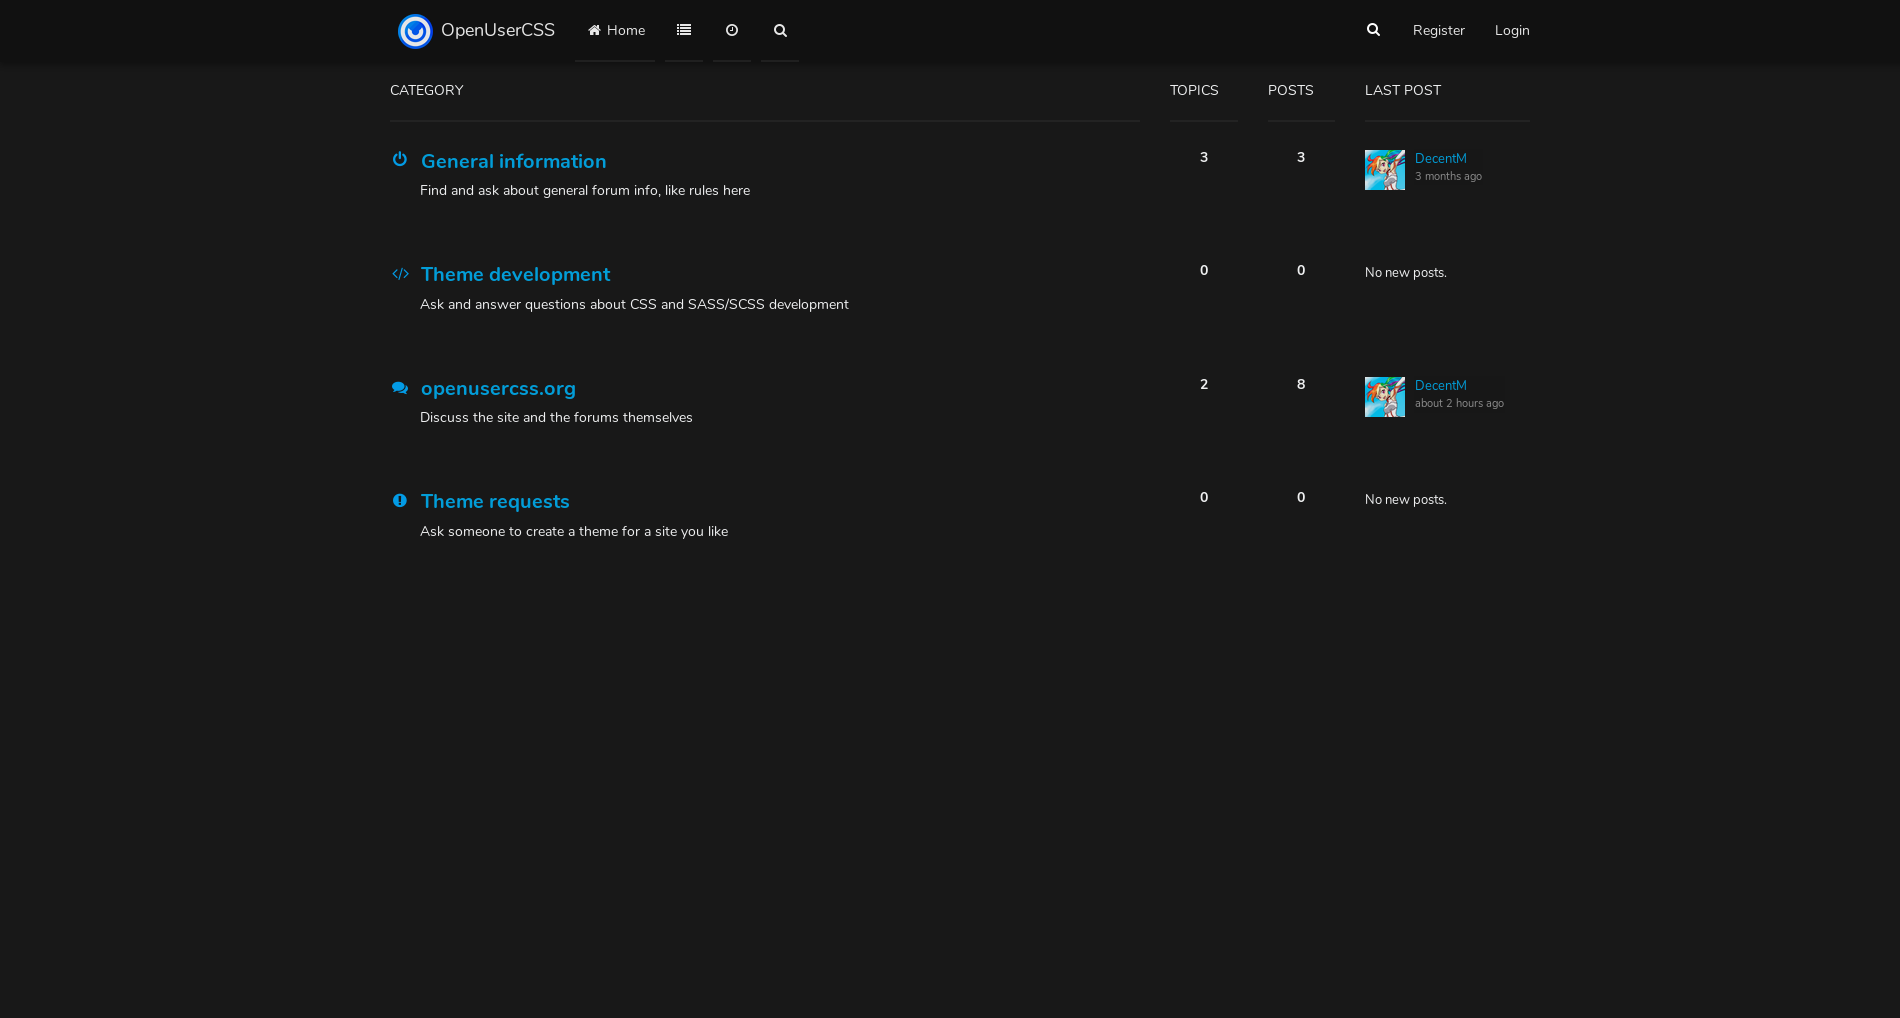 OpenUserCSS Home Register Login
CATEGORY TOPICS POSTS LAST POST
General information 3 3 DecentM
3 months ago
Find and ask about general forum info, like rules here
Theme development 0 0 No new posts.
Ask and answer questions about CSS and SASS/SCSS development
openusercss.org 2 8 DecentM
about 2 hours ago
Discuss the site and the forums themselves
Theme requests 0 0 No new posts.
Ask someone to create a theme for a site you like